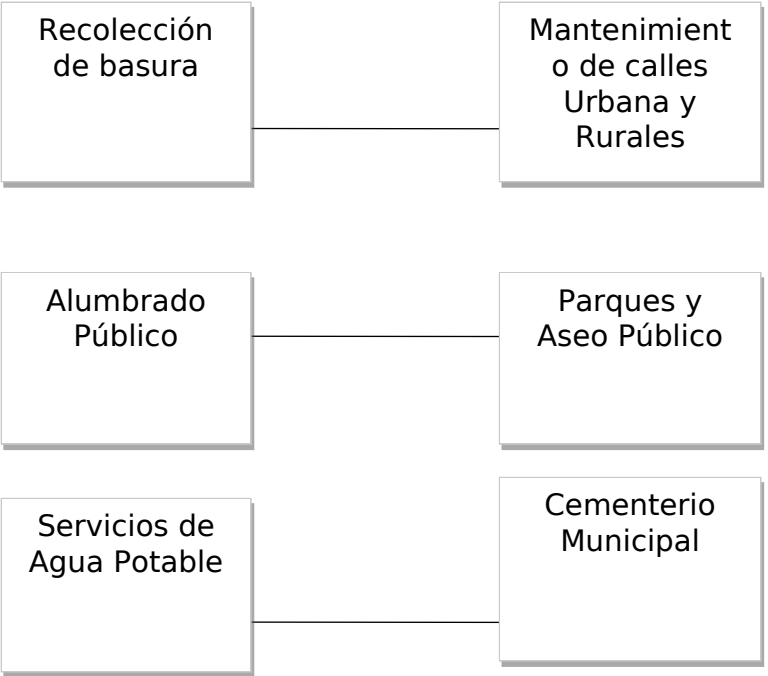 Recolección
de basura
Mantenimient
o de calles
Urbana y
Rurales
Alumbrado
Público
Parques y
Aseo Público
Servicios de
Agua Potable
Cementerio
Municipal